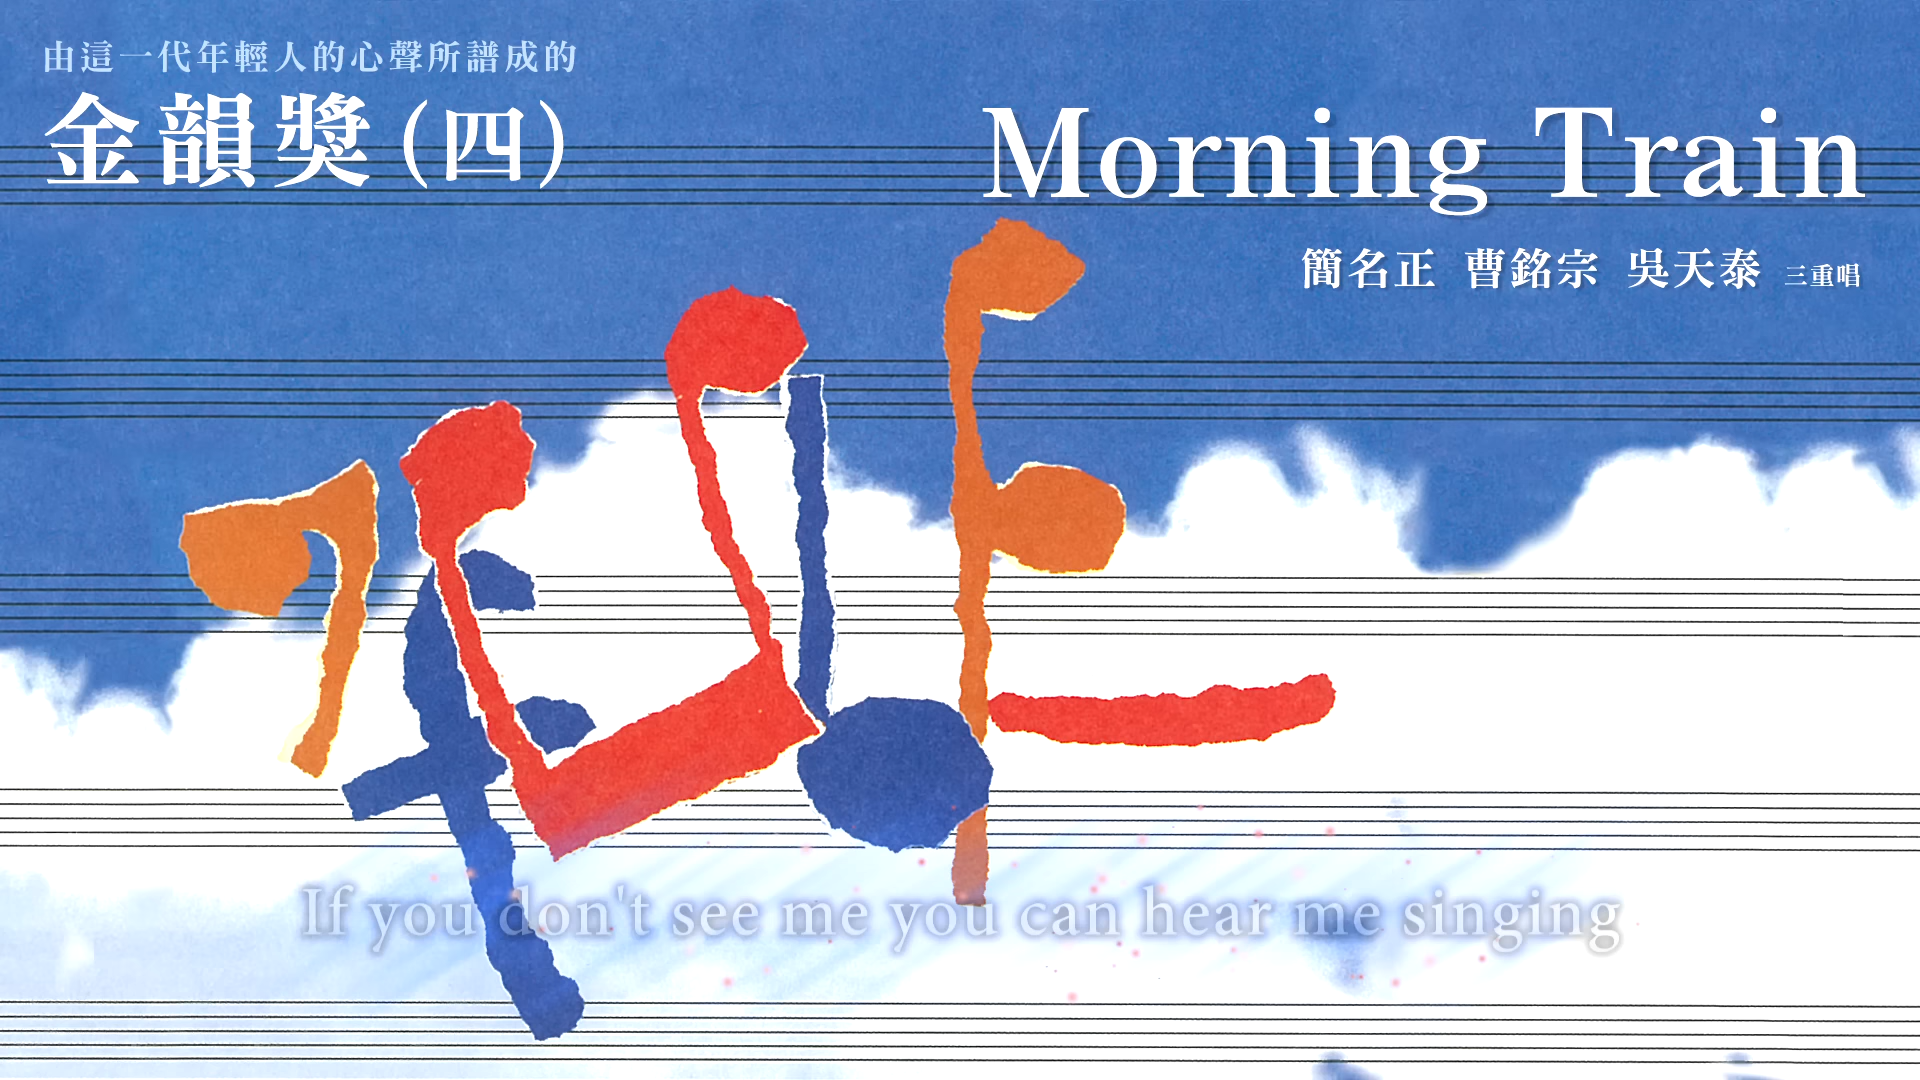 由這一代年輕人的心聲所譜成的
金韻獎(四)
Morning Train
簡名正 曹銘宗 吳天泰 三重唱
If you don't see me you can hear me singing